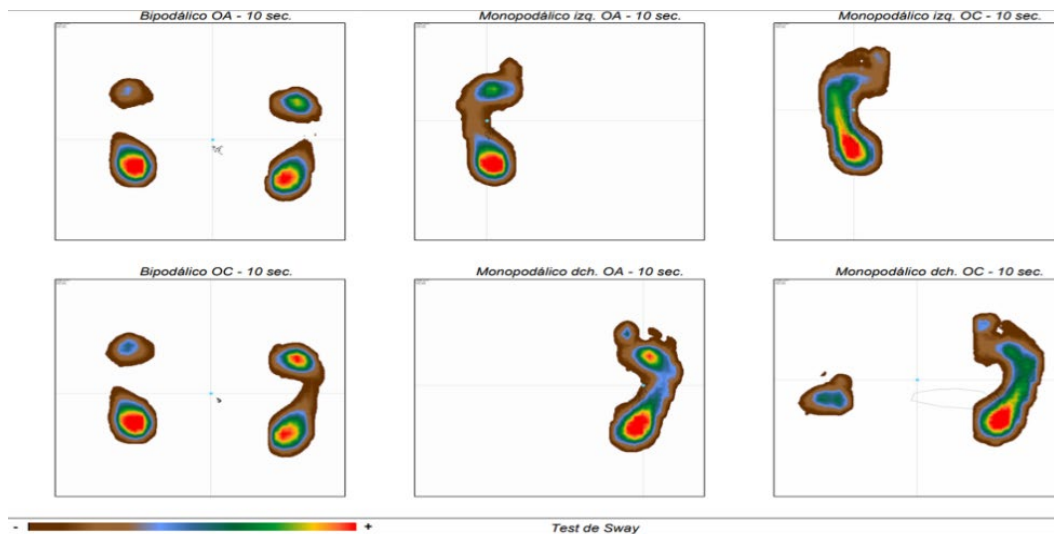 Bipodálico OA - 10 sec.
Monopodálico izq. OA - 10 sec.
Monopodálico izq. OC - 10 sec.
Bipodálico OC - 10 sec.
Monopodálico dch. OA - 10 sec.
Monopodálico dch. OC - 10 sec.
- +
Test de Sway